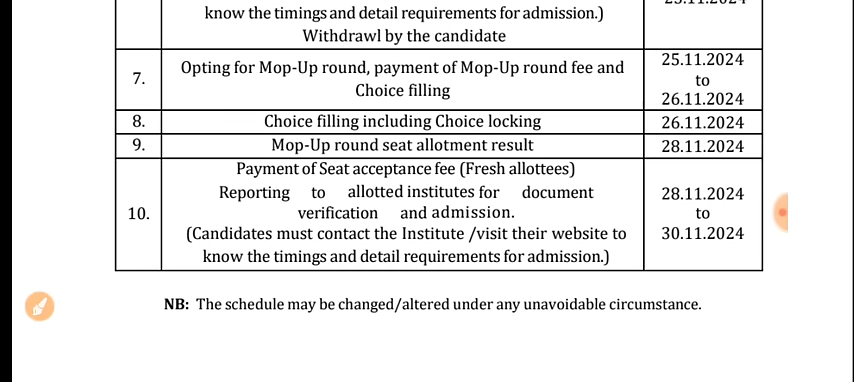 know the timings and detail requirements for admission.)
Withdrawl by the candidate
7.
Opting for Mop-Up round, payment of Mop-Up round fee and
Choice filling
25.11.2024
to
26.11.2024
8.
Choice filling including Choice locking
26.11.2024
9.
Mop-Up round seat allotment result
28.11.2024
10.
Payment of Seat acceptance fee (Fresh allottees)
Reporting to allotted institutes for document
verification and admission.
(Candidates must contact the Institute /visit their website to
know the timings and detail requirements for admission.)
28.11.2024
to
30.11.2024
NB: The schedule may be changed/altered under any unavoidable circumstance.